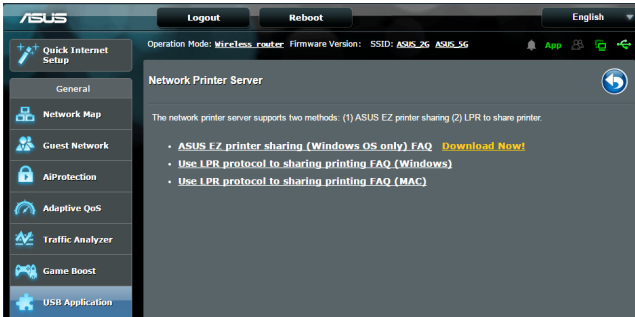 ASUS
Logout
Reboot
English
Quick Internet
Setup
Operation Mode: Wireless router Firmware Version: SSID: ASUS_2G ASUS_5G
App
General
Network Map
Guest Network
AiProtection
Adaptive QoS
Traffic Analyzer
Game Boost
USB Application
Network Printer Server
The network printer server supports two methods: (1) ASUS EZ printer sharing (2) LPR to share printer.
ASUS EZ printer sharing (Windows OS only) FAQ Download Now!
Use LPR protocol to sharing printing FAQ (Windows)
Use LPR protocol to sharing printing FAQ (MAC)